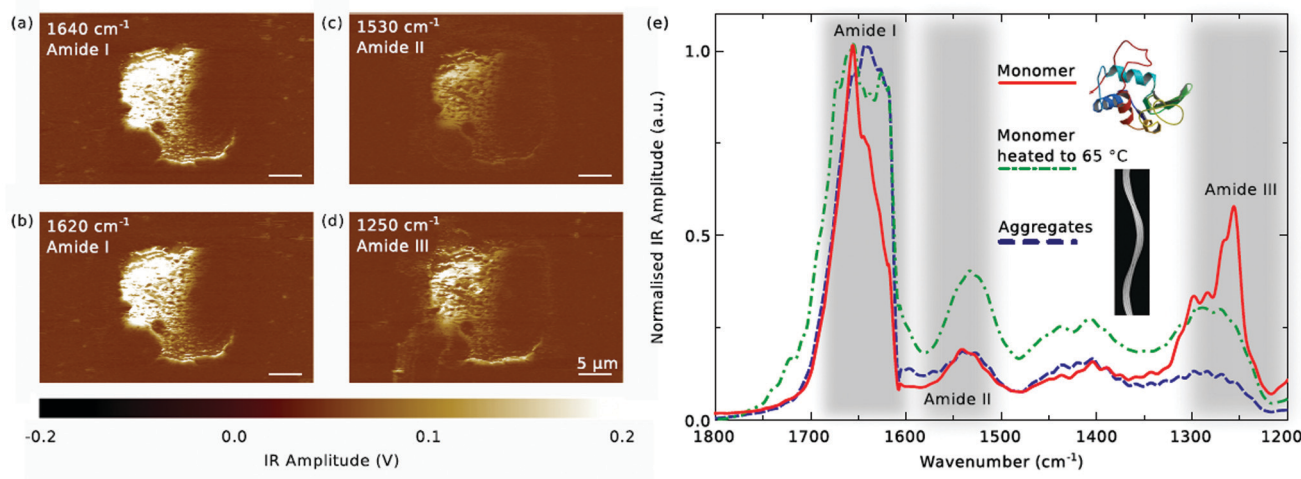 (a)
1640 cm⁻¹
Amide I
(c)
1530 cm⁻¹
Amide II
(b)
1620 cm⁻¹
Amide I
(d)
1250 cm⁻¹
Amide III
5 μm
-0.2
0.0
0.1
0.2
IR Amplitude (V)
(e)
Normalised IR Amplitude (a.u.)
1.0
0.5
0.0
Amide I
Monomer
Monomer
heated to 65 °C
Aggregates
Amide III
Amide II
1800
1700
1600
1500
1400
1300
1200
Wavenumber (cm⁻¹)